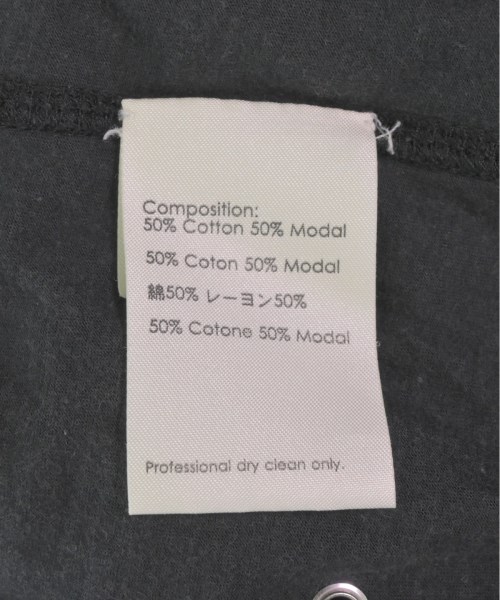 Composition:
50% Cotton 50% Modal
50% Coton 50% Modal
綿50% レーヨン50%
50% Cotone 50% Modal
Professional dry clean only.